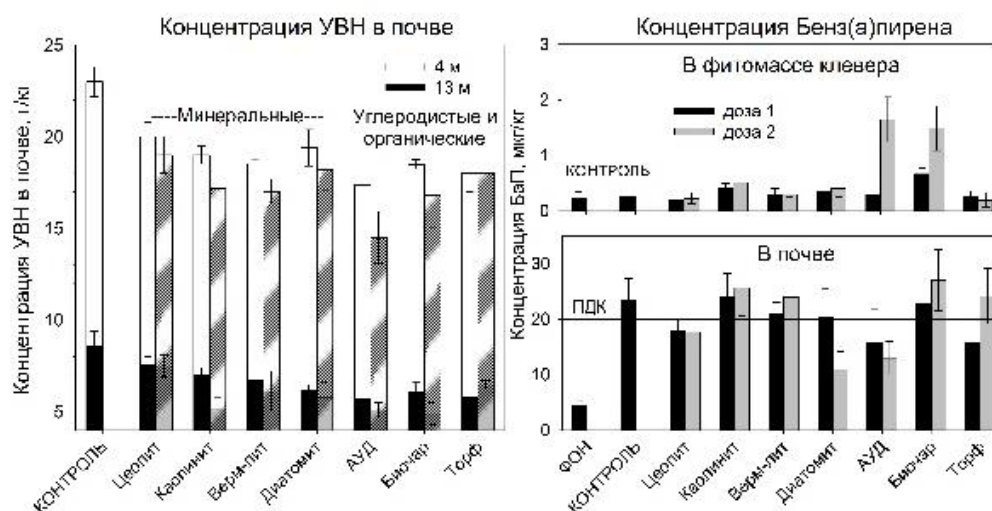 Концентрация УВН в почве
Концентрация УВН в почве, г/кг
25
20
15
10
5
4 м
13 м
----Минеральные---
Углеродистые и
органические
КОНТРОЛЬ
Цеолит
Каолинит
Верм-лит
Диатомит
АУД
Биочар
Торф
Концентрация Бенз(а)пирена
Концентрация БаП, мкг/кг
3
2
1
0
В фитомассе клевера
доза 1
доза 2
КОНТРОЛЬ
30
20
10
0
В почве
ПДК
ФОН
КОНТРОЛЬ
Цеолит
Каолинит
Верм-лит
Диатомит
АУД
Биочар
Торф